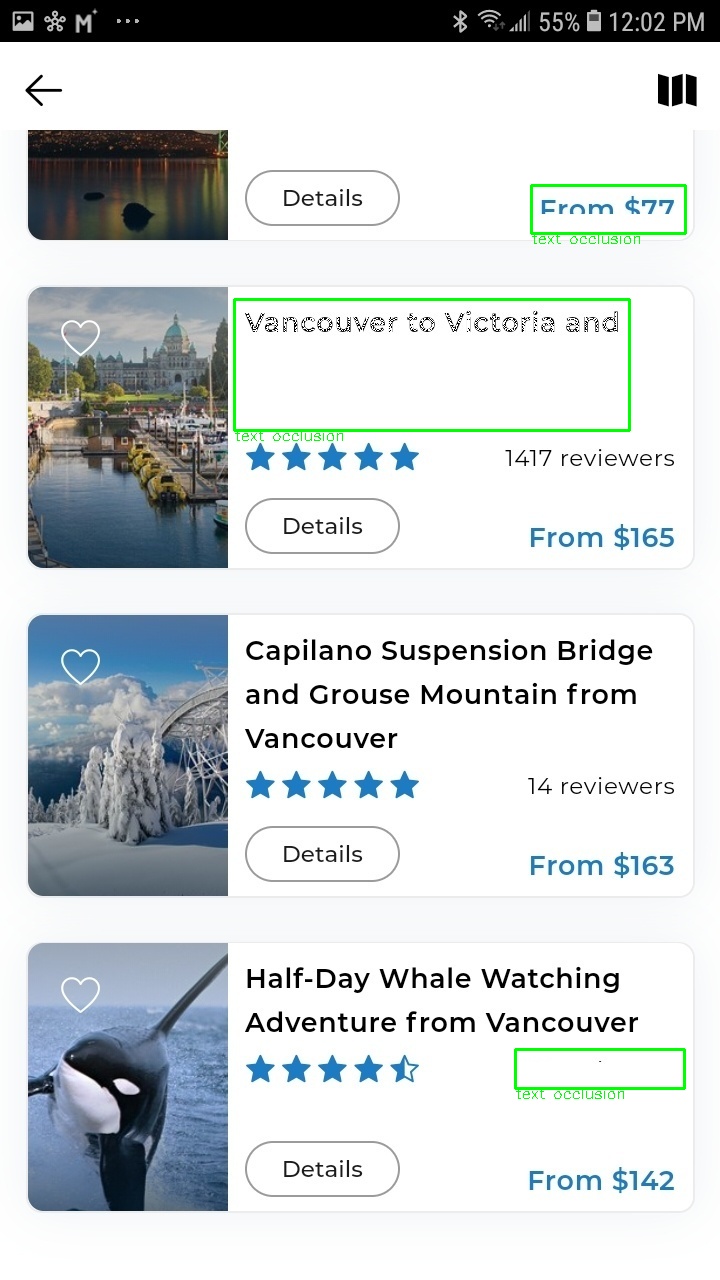 55% 12:02 PM
Details
From $77
text occlusion
Vancouver to Victoria and
text occlusion
1417 reviewers
Details
From $165
Capilano Suspension Bridge
and Grouse Mountain from
Vancouver
14 reviewers
Details
From $163
Half-Day Whale Watching
Adventure from Vancouver
text occlusion
Details
From $142